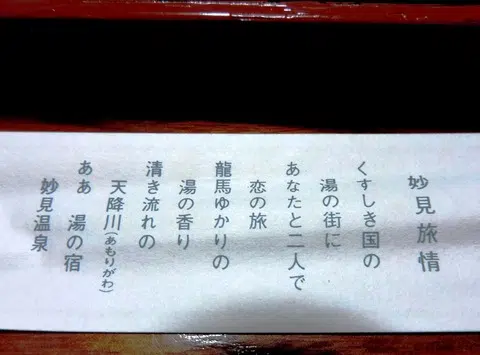 妙見旅情
くすしき国の
湯の街に
あなたと二人で
恋の旅
龍馬ゆかりの
湯の香り
清き流れの
天降川(あもりがわ)
ああ 湯の宿
妙見温泉